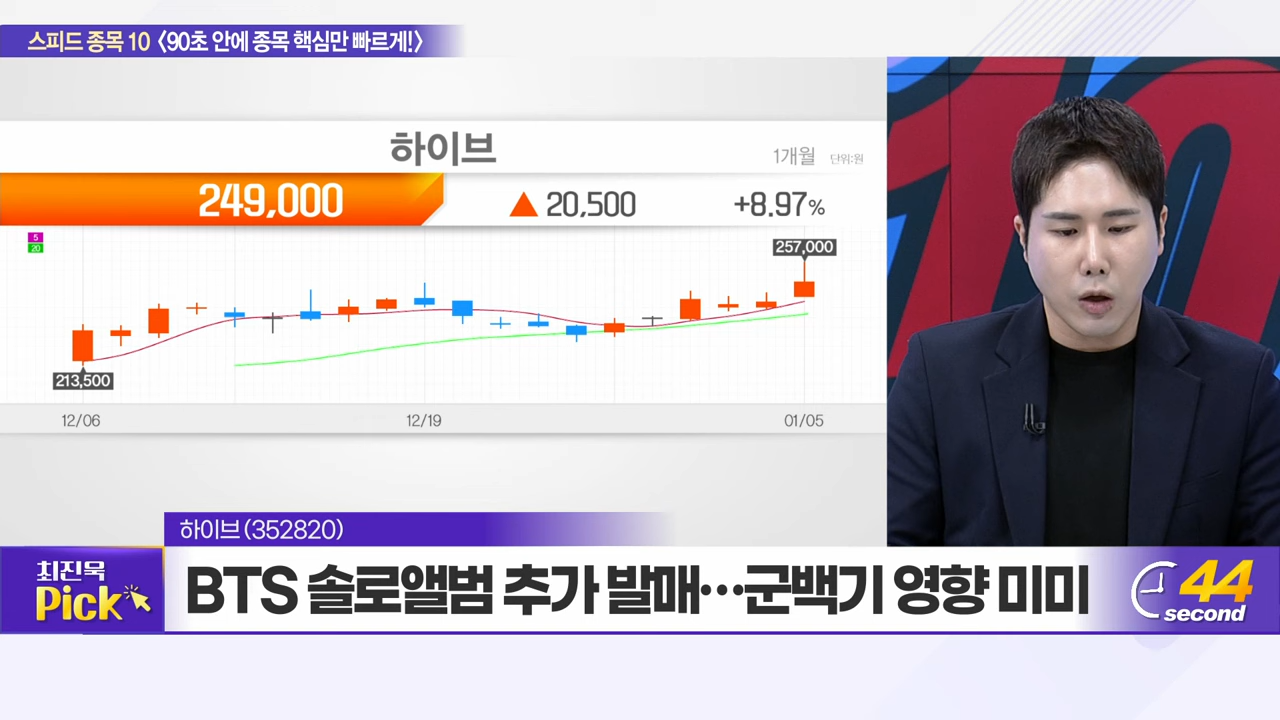 스피드 종목 10 <90초 안에 종목 핵심만 빠르게!>
하이브
1개월 단위:원
249,000 ▲ 20,500 +8.97%
5
20
257,000
213,500
12/06 12/19 01/05
하이브(352820)
최진욱
Pick
BTS 솔로앨범 추가 발매…군백기 영향 미미
44
second